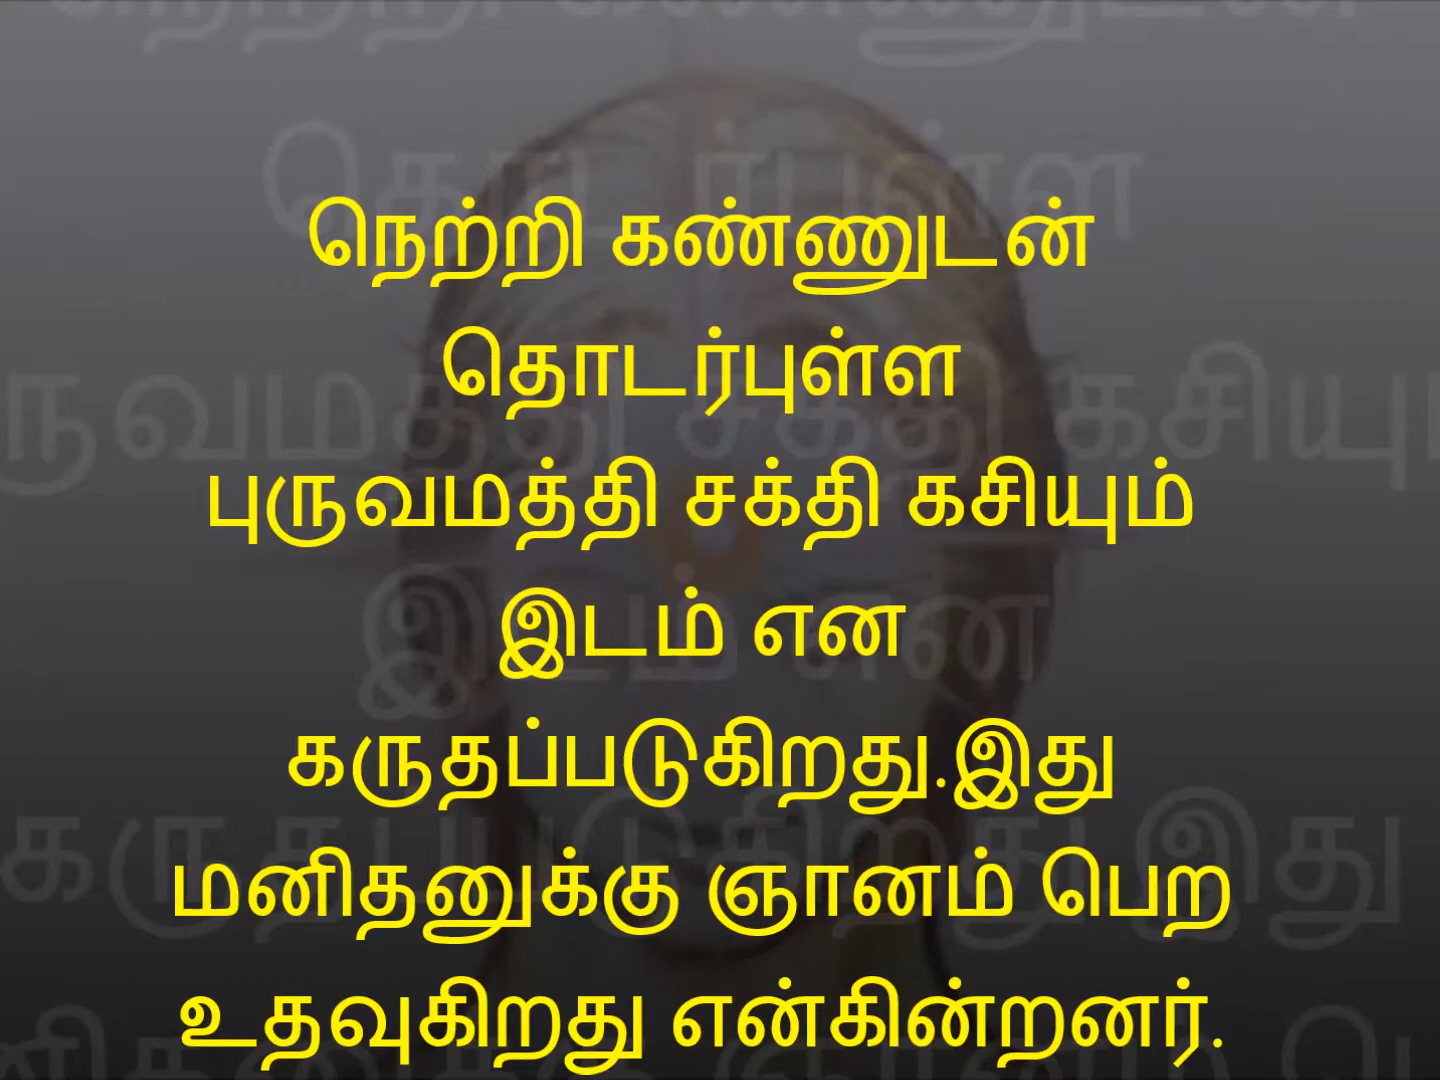 நெற்றி கண்ணுடன்
தொடர்புள்ள
புருவமத்தி சக்தி கசியும்
இடம் என
கருதப்படுகிறது.இது
மனிதனுக்கு ஞானம் பெற
உதவுகிறது என்கின்றனர்.